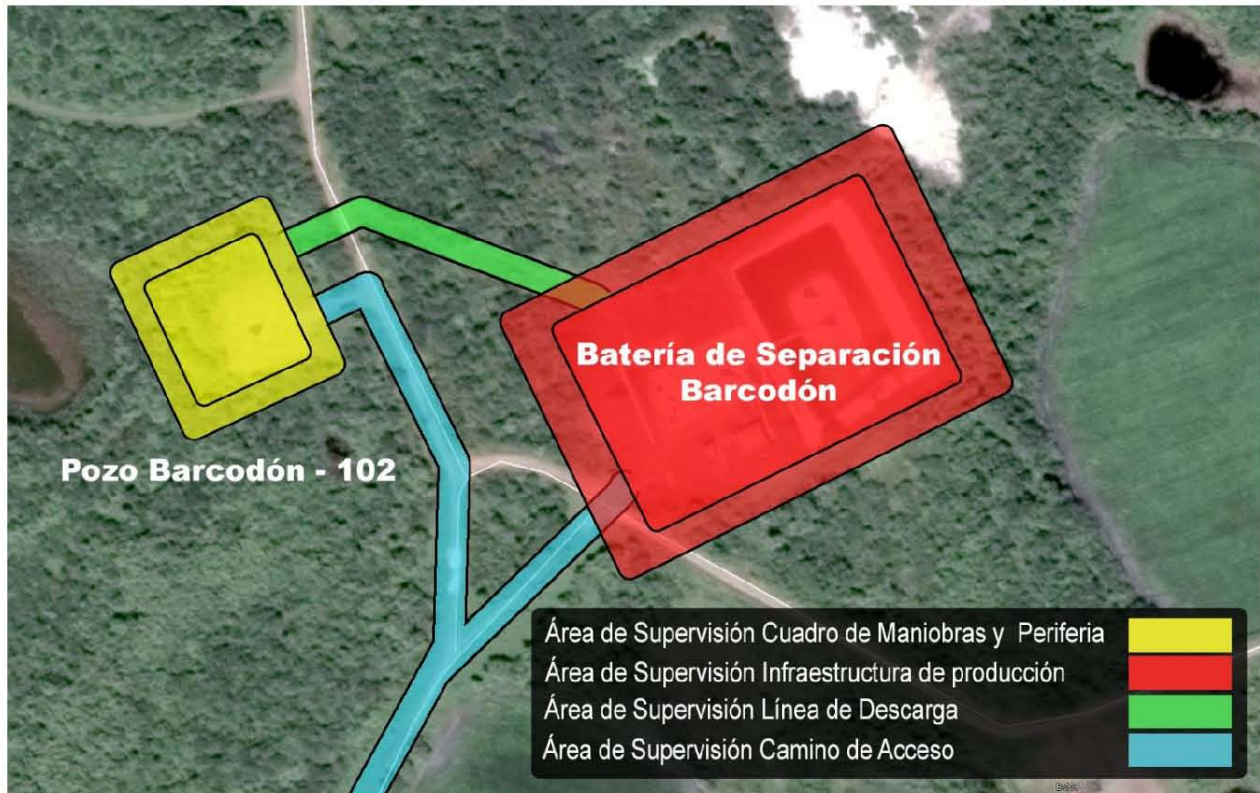 Batería de Separación
Barcodón
Pozo Barcodón - 102
Área de Supervisión Cuadro de Maniobras y Periferia
Área de Supervisión Infraestructura de producción
Área de Supervisión Línea de Descarga
Área de Supervisión Camino de Acceso